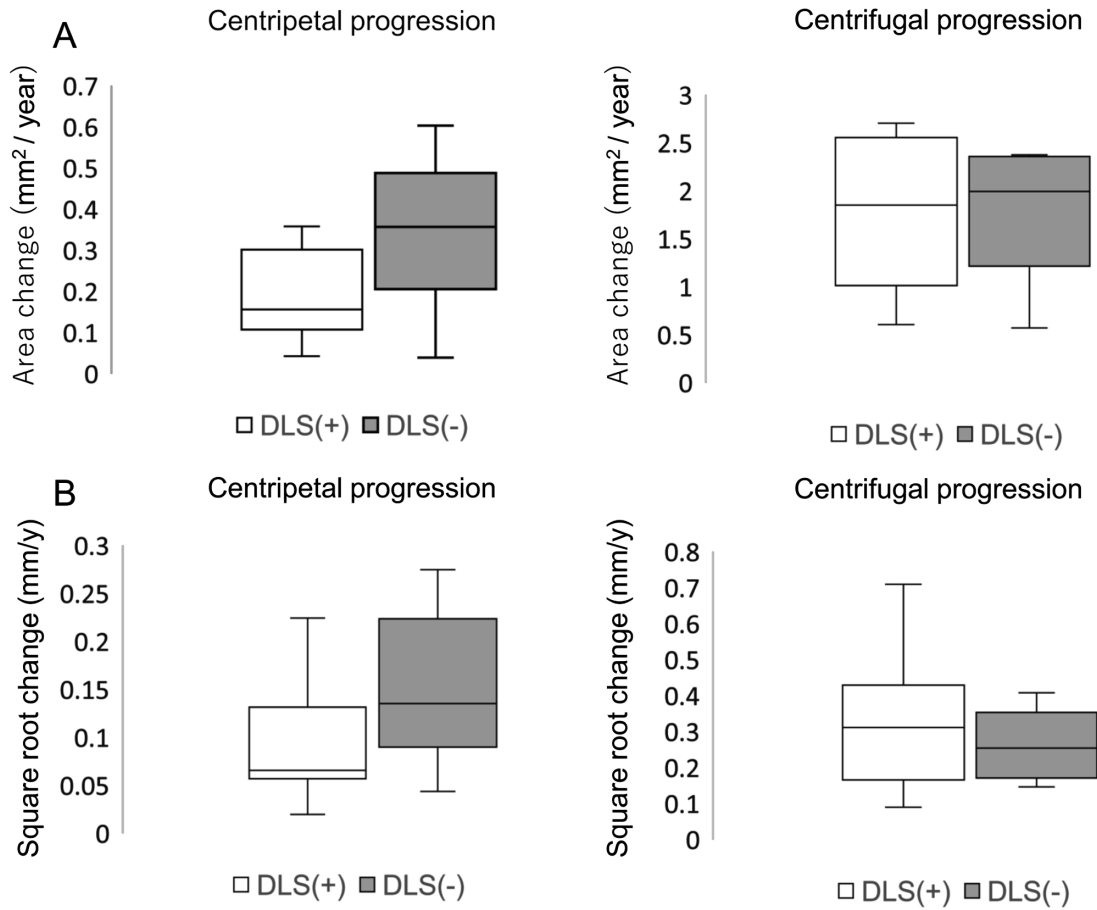 A
Centripetal progression
Area change (mm² / year)
0.7
0.6
0.5
0.4
0.3
0.2
0.1
0
DLS(+) DLS(-)
Centrifugal progression
Area change (mm² / year)
3
2.5
2
1.5
1
0.5
0
DLS(+) DLS(-)
B
Centripetal progression
Square root change (mm/y)
0.3
0.25
0.2
0.15
0.1
0.05
0
DLS(+) DLS(-)
Centrifugal progression
Square root change (mm/y)
0.8
0.7
0.6
0.5
0.4
0.3
0.2
0.1
0
DLS(+) DLS(-)